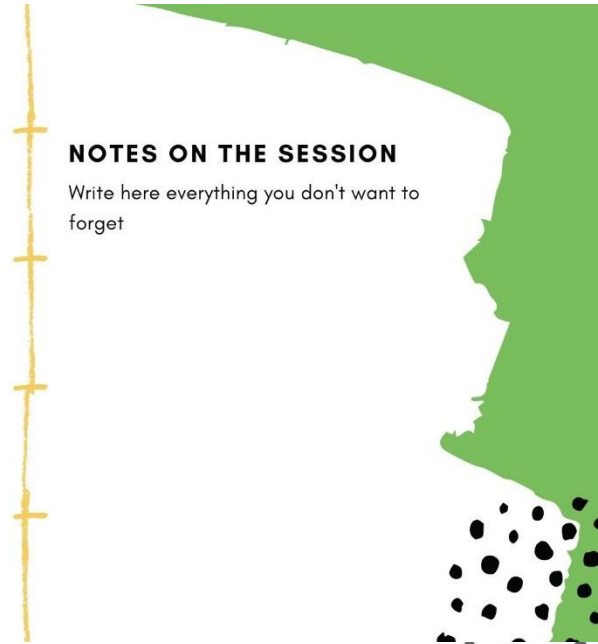 NOTES ON THE SESSION
Write here everything you don't want to
forget